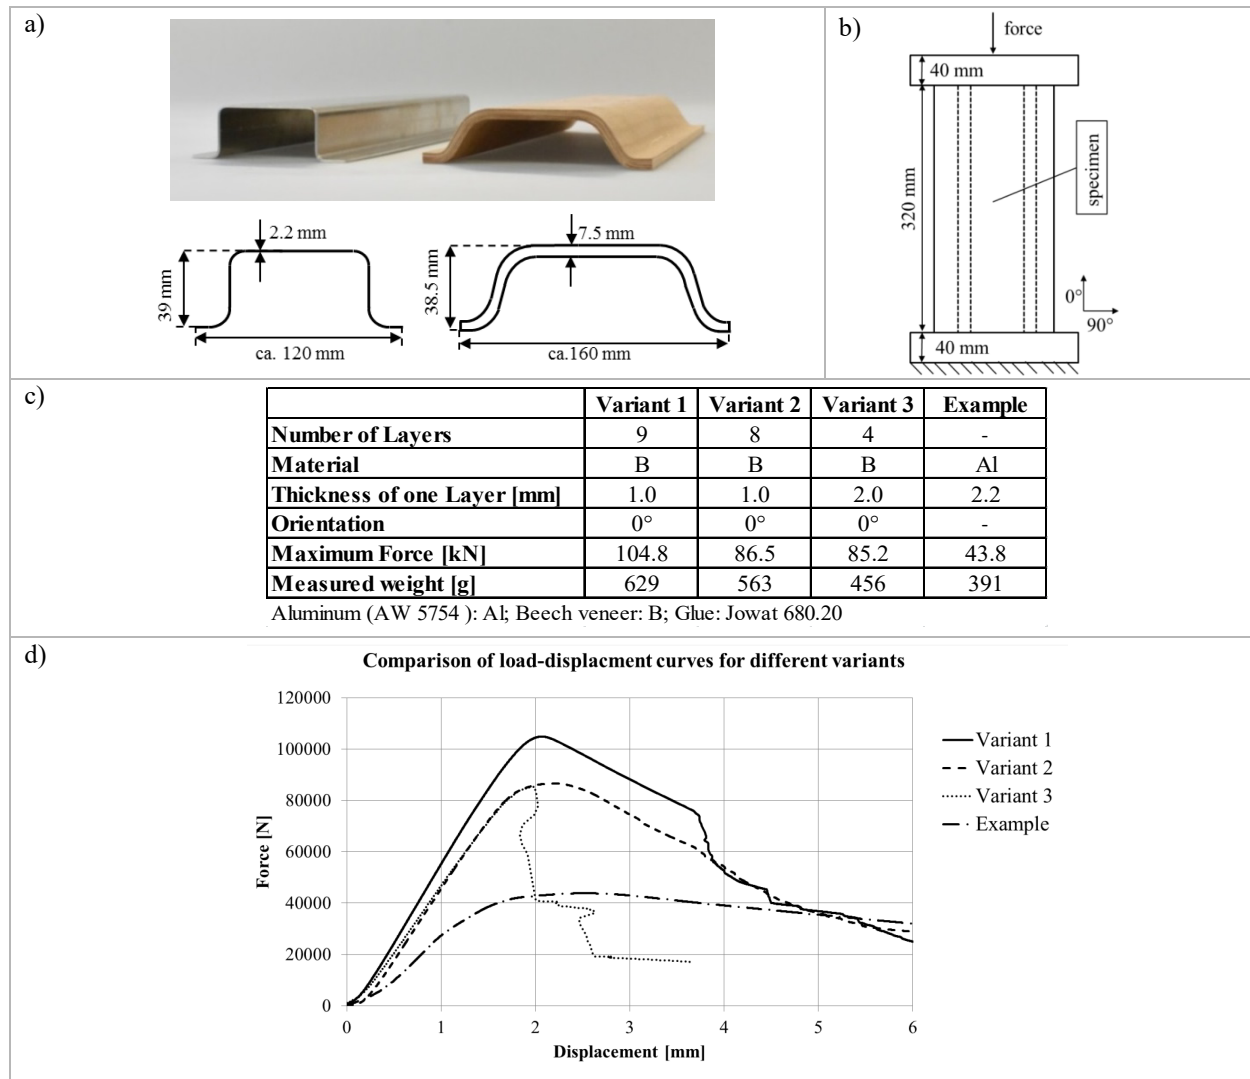 a)
2.2 mm
39 mm
ca. 120 mm
7.5 mm
38.5 mm
ca.160 mm
b)
force
40 mm
320 mm
specimen
0°
90°
40 mm
c)
Variant 1 Variant 2 Variant 3 Example
Number of Layers 9 8 4 -
Material B B B Al
Thickness of one Layer [mm] 1.0 1.0 2.0 2.2
Orientation 0° 0° 0° -
Maximum Force [kN] 104.8 86.5 85.2 43.8
Measured weight [g] 629 563 456 391
Aluminum (AW 5754 ): Al; Beech veneer: B; Glue: Jowat 680.20
d)
Comparison of load-displacment curves for different variants
120000
100000
80000
60000
40000
20000
0
Force [N]
0 1 2 3 4 5 6
Displacement [mm]
Variant 1
Variant 2
Variant 3
Example